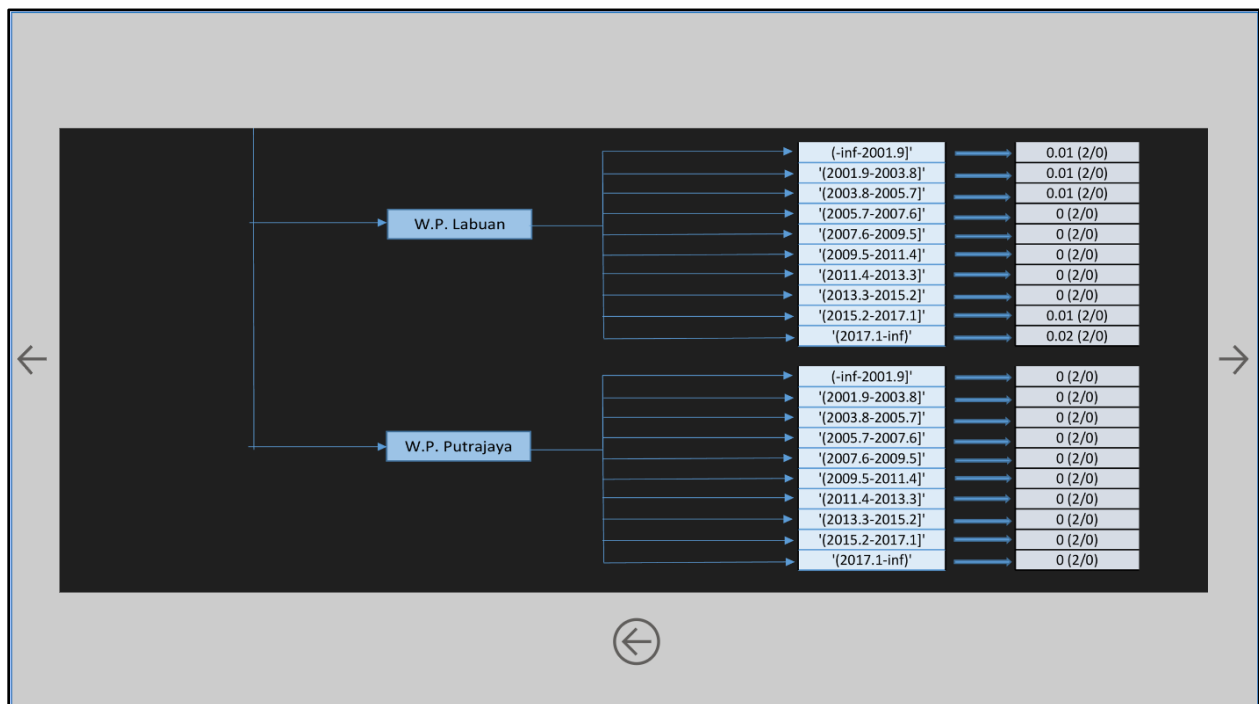 (-inf-2001.9]' 0.01 (2/0)
'(2001.9-2003.8]' 0.01 (2/0)
'(2003.8-2005.7]' 0.01 (2/0)
'(2005.7-2007.6]' 0 (2/0)
W.P. Labuan
'(2007.6-2009.5]' 0 (2/0)
'(2009.5-2011.4]' 0 (2/0)
'(2011.4-2013.3]' 0 (2/0)
'(2013.3-2015.2]' 0 (2/0)
'(2015.2-2017.1]' 0.01 (2/0)
'(2017.1-inf)' 0.02 (2/0)
(-inf-2001.9]' 0 (2/0)
'(2001.9-2003.8]' 0 (2/0)
'(2003.8-2005.7]' 0 (2/0)
'(2005.7-2007.6]' 0 (2/0)
W.P. Putrajaya
'(2007.6-2009.5]' 0 (2/0)
'(2009.5-2011.4]' 0 (2/0)
'(2011.4-2013.3]' 0 (2/0)
'(2013.3-2015.2]' 0 (2/0)
'(2015.2-2017.1]' 0 (2/0)
'(2017.1-inf)' 0 (2/0)